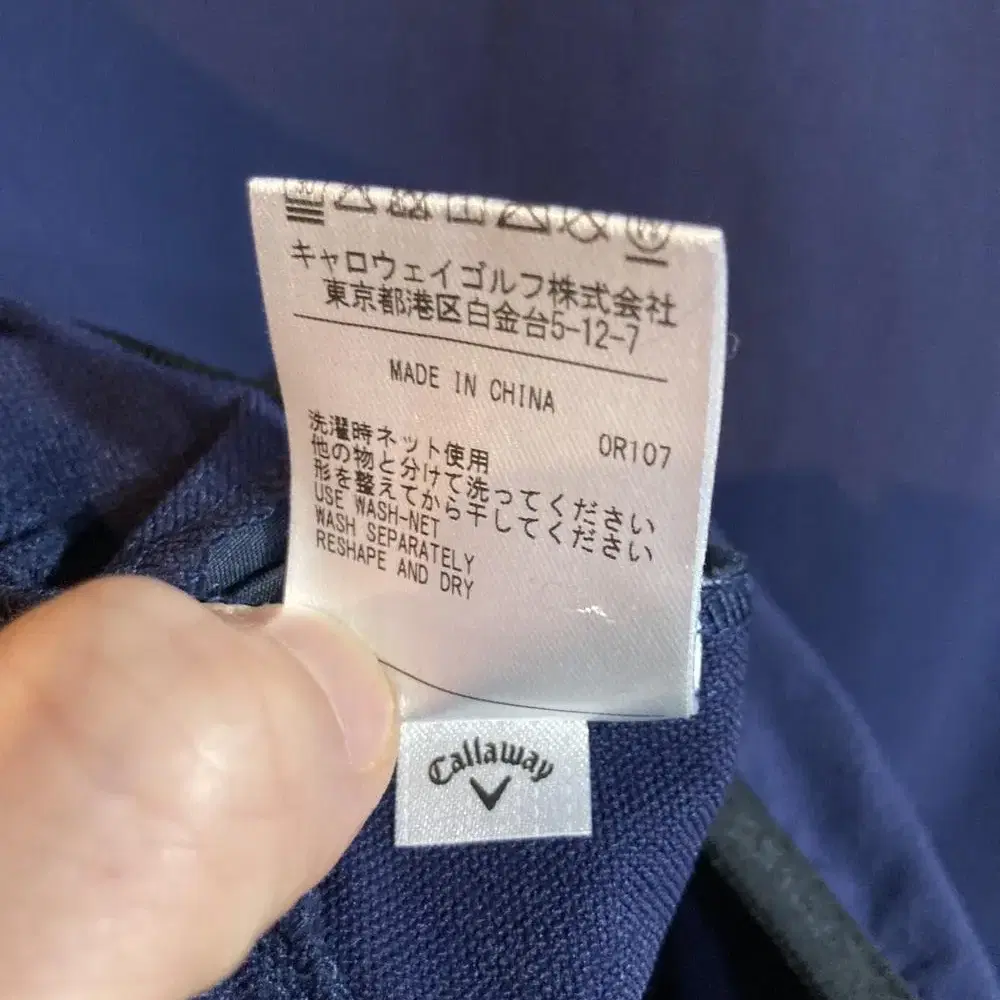 キャロウェイゴルフ株式会社
東京都港区白金台5-12-7
MADE IN CHINA
0R107
洗濯時ネット使用
他の物と分けて洗ってください
形を整えてから干してください
USE WASH-NET
WASH SEPARATELY
RESHAPE AND DRY
Callaway